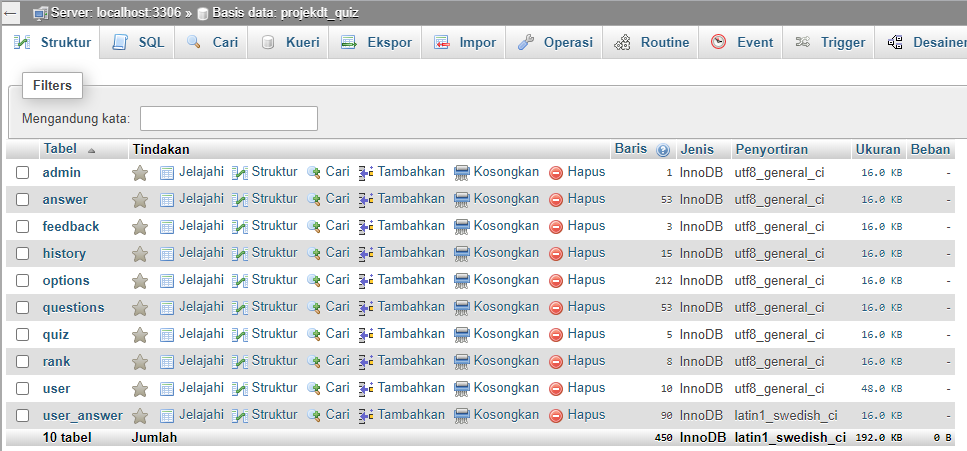 Server: localhost:3306 » Basis data: projekdt_quiz
Struktur SQL Cari Kueri Ekspor Impor Operasi Routine Event Trigger Desainer
Filters
Mengandung kata:
Tabel Tindakan Baris Jenis Penyortiran Ukuran Beban
admin Jelajahi Struktur Cari Tambahkan Kosongkan Hapus 1 InnoDB utf8_general_ci 16.0 KB -
answer Jelajahi Struktur Cari Tambahkan Kosongkan Hapus 53 InnoDB utf8_general_ci 16.0 KB -
feedback Jelajahi Struktur Cari Tambahkan Kosongkan Hapus 3 InnoDB utf8_general_ci 16.0 KB -
history Jelajahi Struktur Cari Tambahkan Kosongkan Hapus 15 InnoDB utf8_general_ci 16.0 KB -
options Jelajahi Struktur Cari Tambahkan Kosongkan Hapus 212 InnoDB utf8_general_ci 16.0 KB -
questions Jelajahi Struktur Cari Tambahkan Kosongkan Hapus 53 InnoDB utf8_general_ci 16.0 KB -
quiz Jelajahi Struktur Cari Tambahkan Kosongkan Hapus 5 InnoDB utf8_general_ci 16.0 KB -
rank Jelajahi Struktur Cari Tambahkan Kosongkan Hapus 8 InnoDB utf8_general_ci 16.0 KB -
user Jelajahi Struktur Cari Tambahkan Kosongkan Hapus 10 InnoDB utf8_general_ci 48.0 KB -
user_answer Jelajahi Struktur Cari Tambahkan Kosongkan Hapus 90 InnoDB latin1_swedish_ci 16.0 KB -
10 tabel Jumlah 450 InnoDB latin1_swedish_ci 192.0 KB 0 B